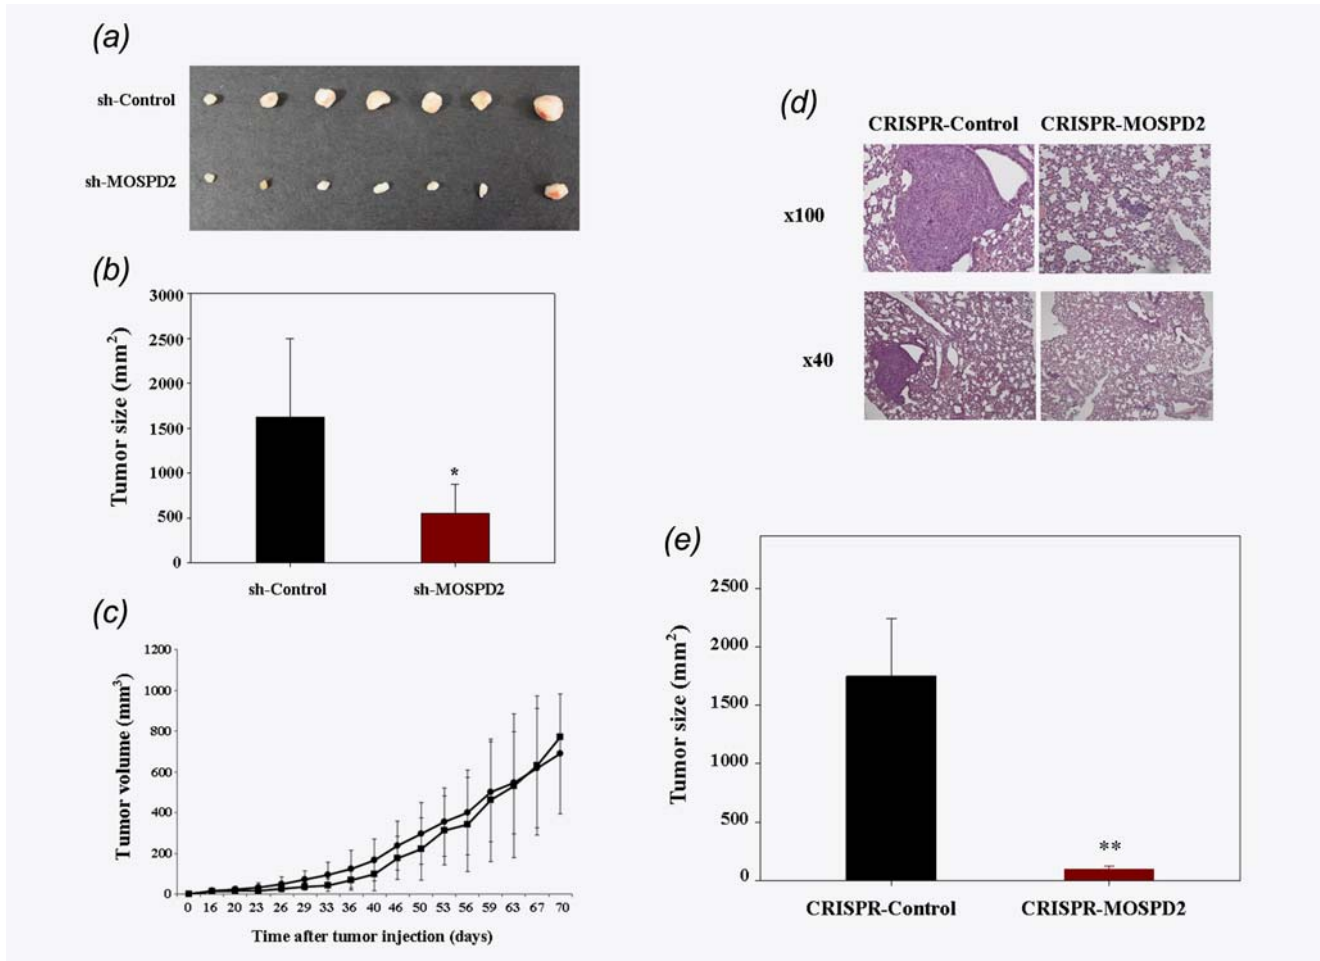 (a)
sh-Control
sh-MOSPD2
(b)
Tumor size (mm²)
3000
2500
2000
1500
1000
500
0
*
sh-Control
sh-MOSPD2
(c)
Tumor volume (mm³)
1200
1000
800
600
400
200
0
0 16 20 23 26 29 33 36 40 46 50 53 56 59 63 67 70
Time after tumor injection (days)
(d)
CRISPR-Control CRISPR-MOSPD2
x100
x40
(e)
Tumor size (mm²)
2500
2000
1500
1000
500
0
**
CRISPR-Control
CRISPR-MOSPD2